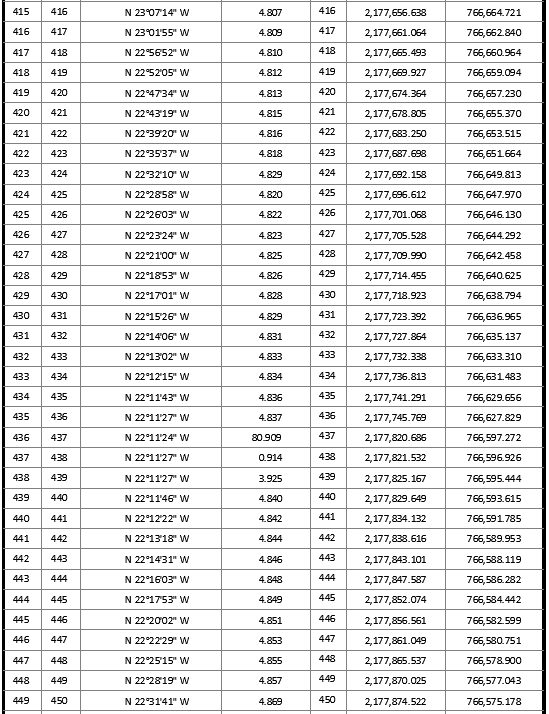 415 416 N 23°07'14" W 4.807 416 2,177,656.638 766,664.721
416 417 N 23°01'55" W 4.809 417 2,177,661.064 766,662.840
417 418 N 22°56'52" W 4.810 418 2,177,665.493 766,660.964
418 419 N 22°52'05" W 4.812 419 2,177,669.927 766,659.094
419 420 N 22°47'34" W 4.813 420 2,177,674.364 766,657.230
420 421 N 22°43'19" W 4.815 421 2,177,678.805 766,655.370
421 422 N 22°39'20" W 4.816 422 2,177,683.250 766,653.515
422 423 N 22°35'37" W 4.818 423 2,177,687.698 766,651.664
423 424 N 22°32'10" W 4.829 424 2,177,692.158 766,649.813
424 425 N 22°28'58" W 4.820 425 2,177,696.612 766,647.970
425 426 N 22°26'03" W 4.822 426 2,177,701.068 766,646.130
426 427 N 22°23'24" W 4.823 427 2,177,705.528 766,644.292
427 428 N 22°21'00" W 4.825 428 2,177,709.990 766,642.458
428 429 N 22°18'53" W 4.826 429 2,177,714.455 766,640.625
429 430 N 22°17'01" W 4.828 430 2,177,718.923 766,638.794
430 431 N 22°15'26" W 4.829 431 2,177,723.392 766,636.965
431 432 N 22°14'06" W 4.831 432 2,177,727.864 766,635.137
432 433 N 22°13'02" W 4.833 433 2,177,732.338 766,633.310
433 434 N 22°12'15" W 4.834 434 2,177,736.813 766,631.483
434 435 N 22°11'43" W 4.836 435 2,177,741.291 766,629.656
435 436 N 22°11'27" W 4.837 436 2,177,745.769 766,627.829
436 437 N 22°11'24" W 80.909 437 2,177,820.686 766,597.272
437 438 N 22°11'27" W 0.914 438 2,177,821.532 766,596.926
438 439 N 22°11'27" W 3.925 439 2,177,825.167 766,595.444
439 440 N 22°11'46" W 4.840 440 2,177,829.649 766,593.615
440 441 N 22°12'22" W 4.842 441 2,177,834.132 766,591.785
441 442 N 22°13'18" W 4.844 442 2,177,838.616 766,589.953
442 443 N 22°14'31" W 4.846 443 2,177,843.101 766,588.119
443 444 N 22°16'03" W 4.848 444 2,177,847.587 766,586.282
444 445 N 22°17'53" W 4.849 445 2,177,852.074 766,584.442
445 446 N 22°20'02" W 4.851 446 2,177,856.561 766,582.599
446 447 N 22°22'29" W 4.853 447 2,177,861.049 766,580.751
447 448 N 22°25'15" W 4.855 448 2,177,865.537 766,578.900
448 449 N 22°28'19" W 4.857 449 2,177,870.025 766,577.043
449 450 N 22°31'41" W 4.869 450 2,177,874.522 766,575.178